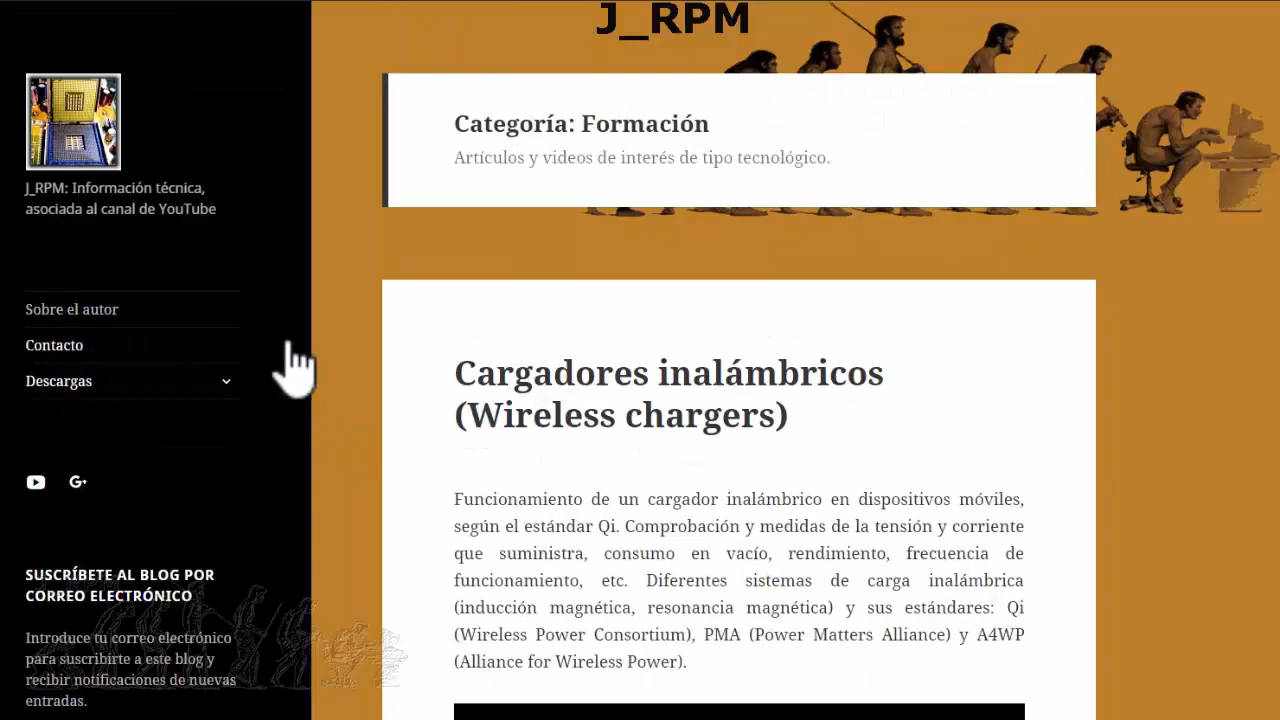 J_RPM
J_RPM: Información técnica,
asociada al canal de YouTube
Sobre el autor
Contacto
Descargas
G+
SUSCRÍBETE AL BLOG POR
CORREO ELECTRÓNICO
Introduce tu correo electrónico
para suscribirte a este blog y
recibir notificaciones de nuevas
entradas.
Categoría: Formación
Artículos y videos de interés de tipo tecnológico.
Cargadores inalámbricos
(Wireless chargers)
Funcionamiento de un cargador inalámbrico en dispositivos móviles,
según el estándar Qi. Comprobación y medidas de la tensión y corriente
que suministra, consumo en vacío, rendimiento, frecuencia de
funcionamiento, etc. Diferentes sistemas de carga inalámbrica
(inducción magnética, resonancia magnética) y sus estándares: Qi
(Wireless Power Consortium), PMA (Power Matters Alliance) y A4WP
(Alliance for Wireless Power).